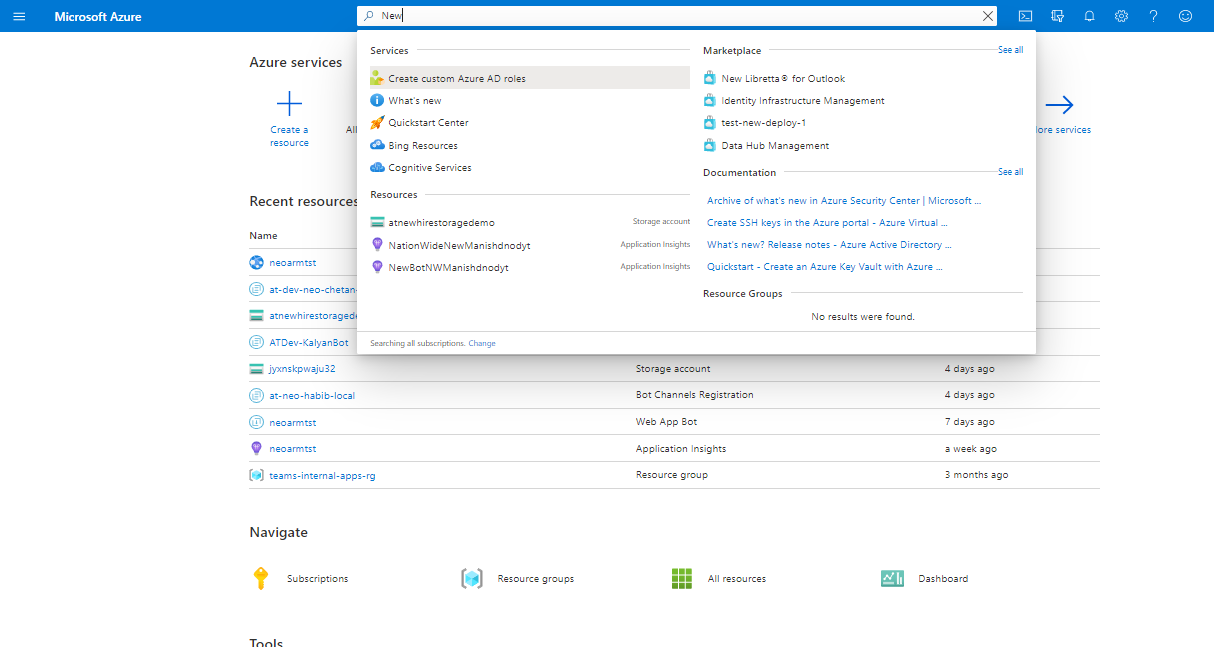 Microsoft Azure
New
Services
Create custom Azure AD roles
What's new
Quickstart Center
Bing Resources
Cognitive Services
Resources
atnewhirestoragedemo Storage account
NationWideNewManishdnodyt Application Insights
NewBotNWManishdnodyt Application Insights
Marketplace See all
New Libretta® for Outlook
Identity Infrastructure Management
test-new-deploy-1
Data Hub Management
Documentation See all
Archive of what's new in Azure Security Center | Microsoft ...
Create SSH keys in the Azure portal - Azure Virtual ...
What's new? Release notes - Azure Active Directory ...
Quickstart - Create an Azure Key Vault with Azure ...
Resource Groups
No results were found.
Searching all subscriptions. Change
Azure services
Create a
resource
All
ore services
Recent resources
Name
neoarmtst
at-dev-neo-chetan-
atnewhirestoragede
ATDev-KalyanBot
jyxnskpwaju32 Storage account 4 days ago
at-neo-habib-local Bot Channels Registration 4 days ago
neoarmtst Web App Bot 7 days ago
neoarmtst Application Insights a week ago
teams-internal-apps-rg Resource group 3 months ago
Navigate
Subscriptions Resource groups All resources Dashboard
Tools